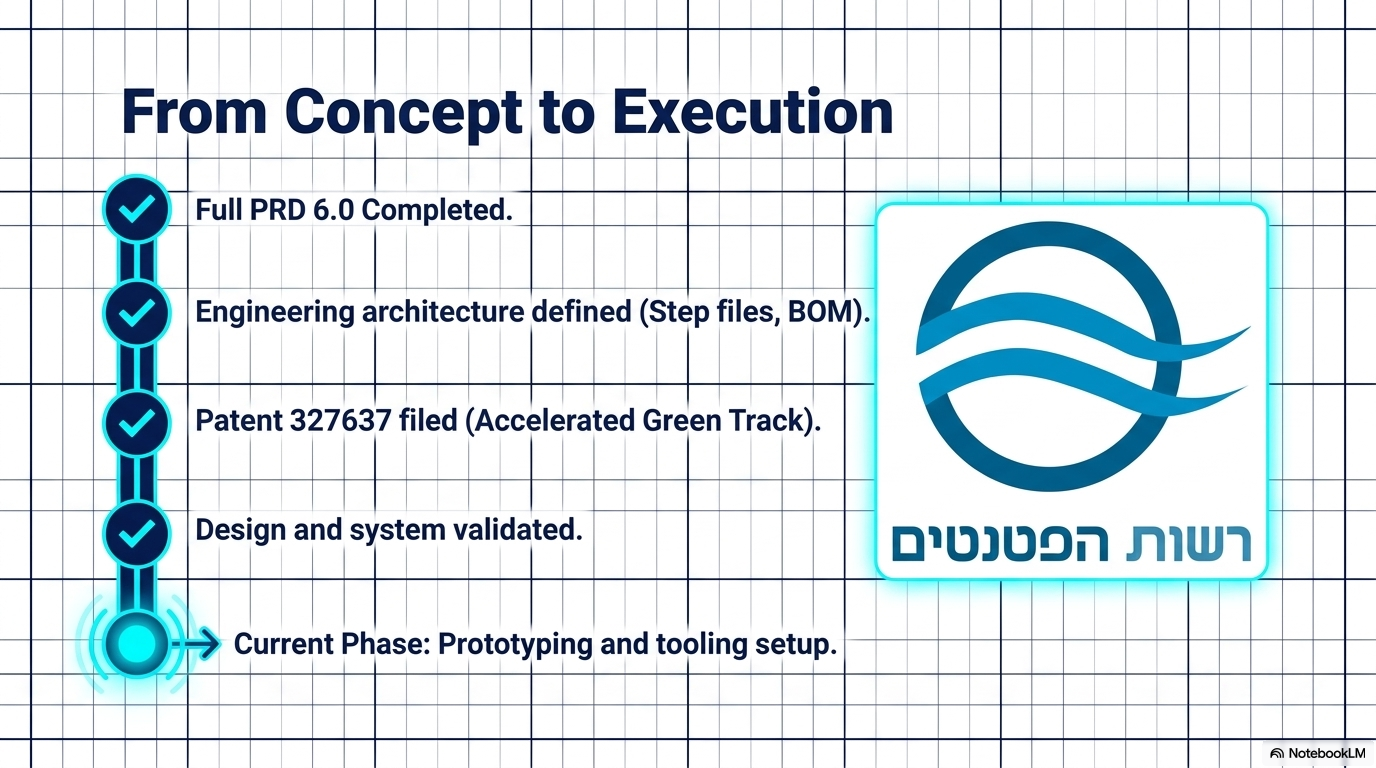 From Concept to Execution
Full PRD 6.0 Completed.
Engineering architecture defined (Step files, BOM).
Patent 327637 filed (Accelerated Green Track).
Design and system validated.
Current Phase: Prototyping and tooling setup.
רשות הפטנטים
NotebookLM